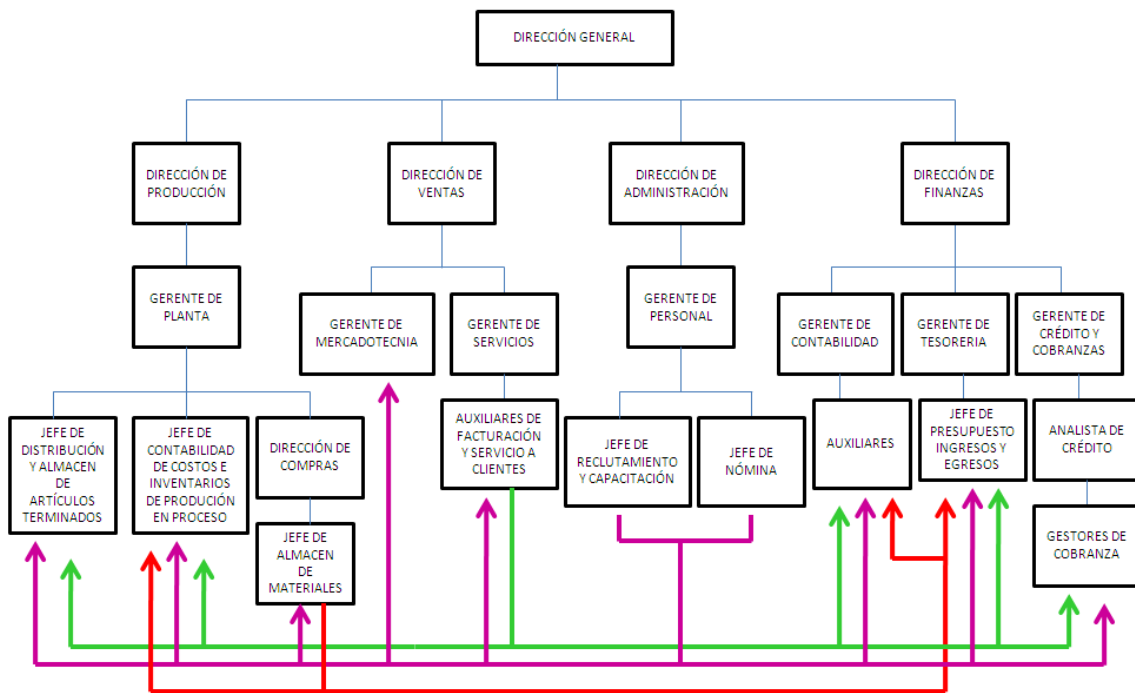 DIRECCIÓN GENERAL
DIRECCIÓN DE
PRODUCCIÓN
DIRECCIÓN DE
VENTAS
DIRECCIÓN DE
ADMINISTRACIÓN
DIRECCIÓN DE
FINANZAS
GERENTE DE
PLANTA
GERENTE DE
MERCADOTECNIA
GERENTE DE
SERVICIOS
GERENTE DE
PERSONAL
GERENTE DE
CONTABILIDAD
GERENTE DE
TESORERIA
GERENTE DE
CRÉDITO Y
COBRANZAS
JEFE DE
DISTRIBUCIÓN
Y ALMACEN
DE
ARTÍCULOS
TERMINADOS
JEFE DE
CONTABILIDAD
DE COSTOS E
INVENTARIOS
DE PRODUCIÓN
EN PROCESO
DIRECCIÓN DE
COMPRAS
AUXILIARES DE
FACTURACIÓN
Y SERVICIO A
CLIENTES
JEFE DE
RECLUTAMIENTO
Y CAPACITACIÓN
JEFE DE
NÓMINA
AUXILIARES
JEFE DE
PRESUPUESTO
INGRESOS Y
EGRESOS
ANALISTA DE
CRÉDITO
JEFE DE
ALMACEN
DE
MATERIALES
GESTORES DE
COBRANZA